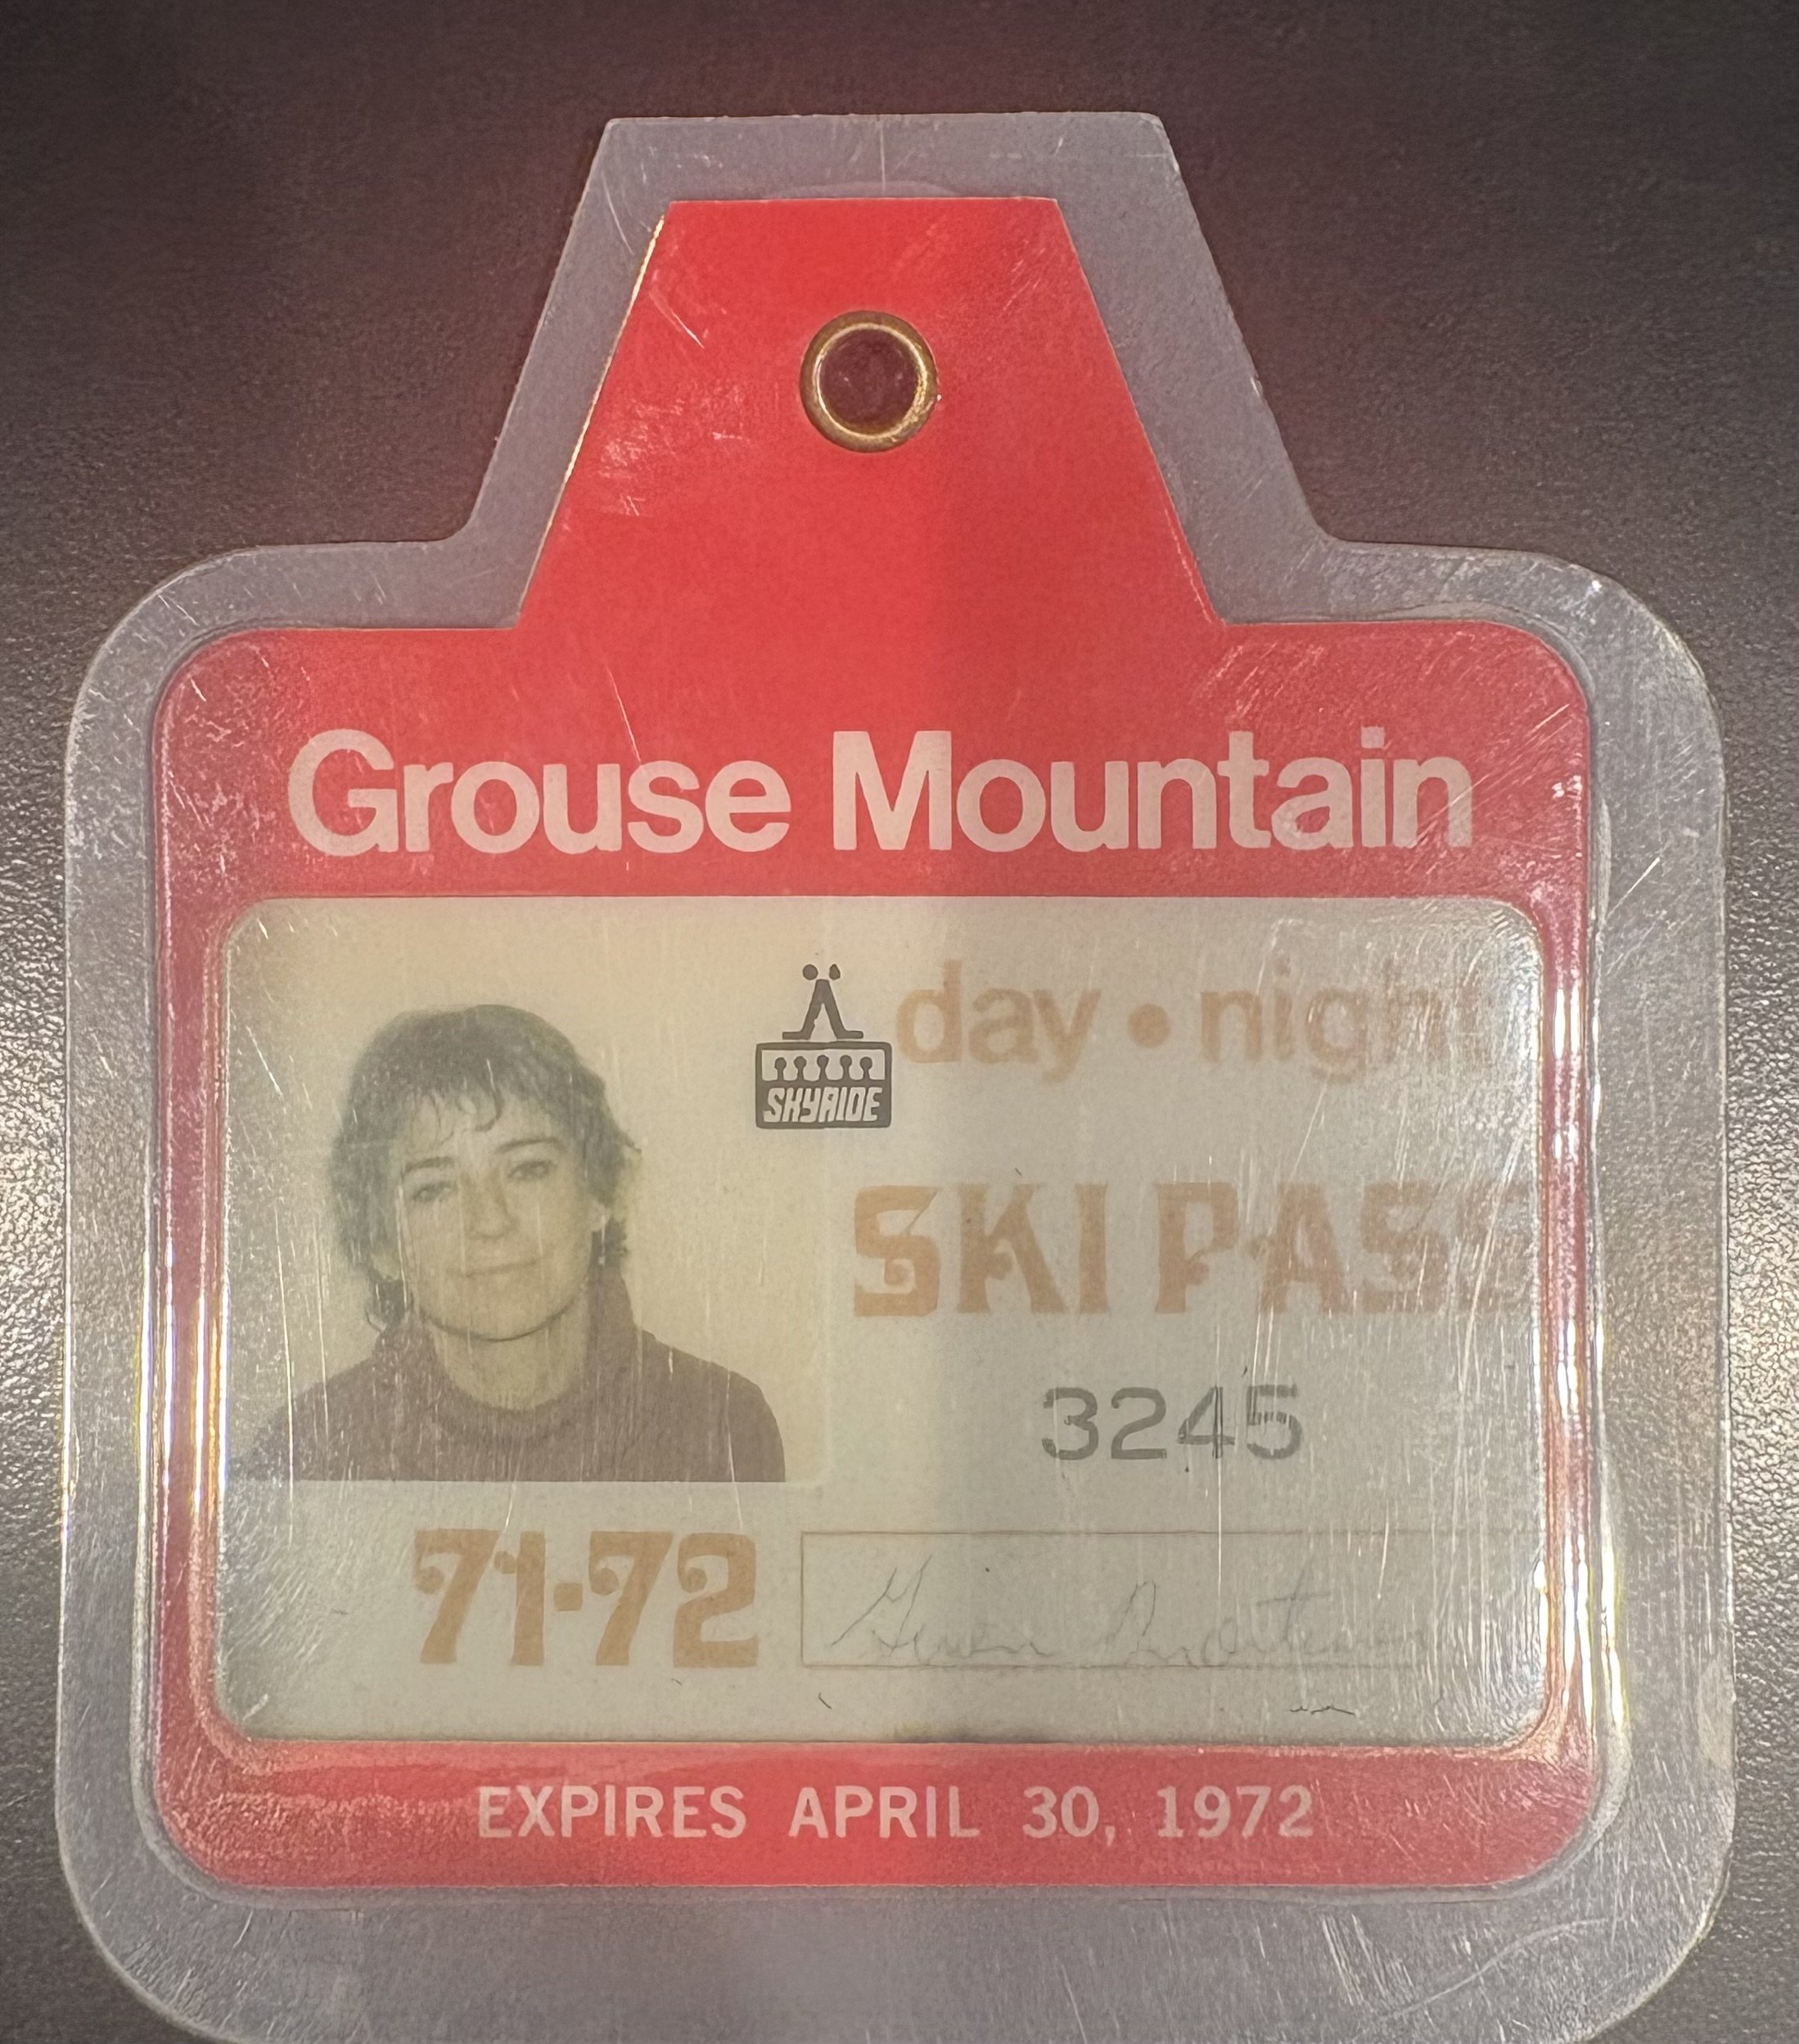 Grouse Mountain
day • night
SKYRIDE
SKI PASS
3245
71-72
EXPIRES APRIL 30, 1972